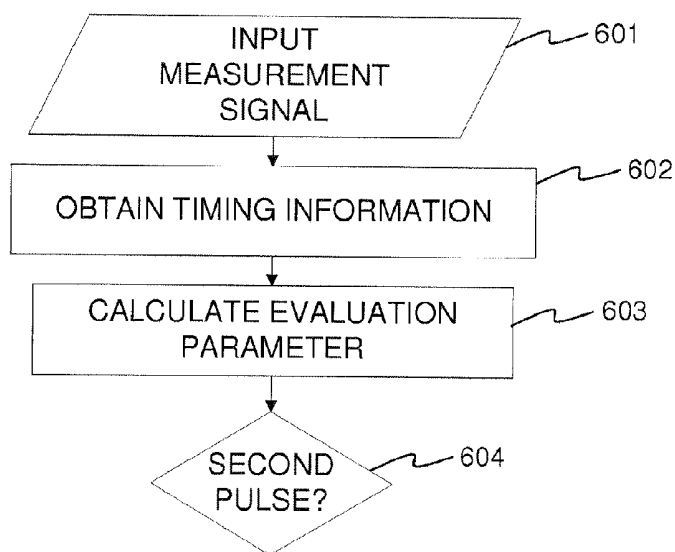 INPUT
MEASUREMENT
SIGNAL
601
OBTAIN TIMING INFORMATION
602
CALCULATE EVALUATION
PARAMETER
603
SECOND
PULSE?
604